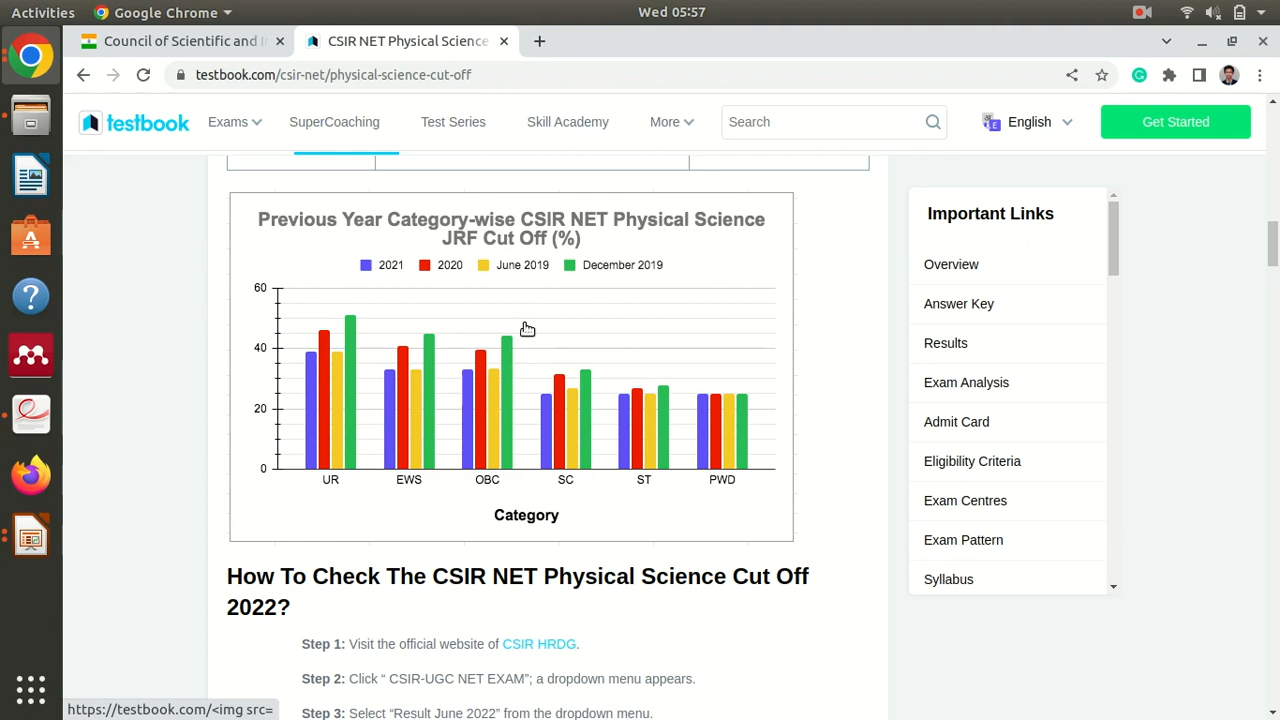 Activities
Google Chrome
Wed 05:57
Council of Scientific and I
CSIR NET Physical Science
testbook.com/csir-net/physical-science-cut-off
testbook
Exams
SuperCoaching
Test Series
Skill Academy
More
Search
English
Get Started
Previous Year Category-wise CSIR NET Physical Science
JRF Cut Off (%)
2021
2020
June 2019
December 2019
60
40
20
0
UR
EWS
OBC
SC
ST
PWD
Category
How To Check The CSIR NET Physical Science Cut Off
2022?
Step 1: Visit the official website of CSIR HRDG.
Step 2: Click “ CSIR-UGC NET EXAM”; a dropdown menu appears.
Step 3: Select “Result June 2022” from the dropdown menu.
Important Links
Overview
Answer Key
Results
Exam Analysis
Admit Card
Eligibility Criteria
Exam Centres
Exam Pattern
Syllabus
https://testbook.com/<img src=